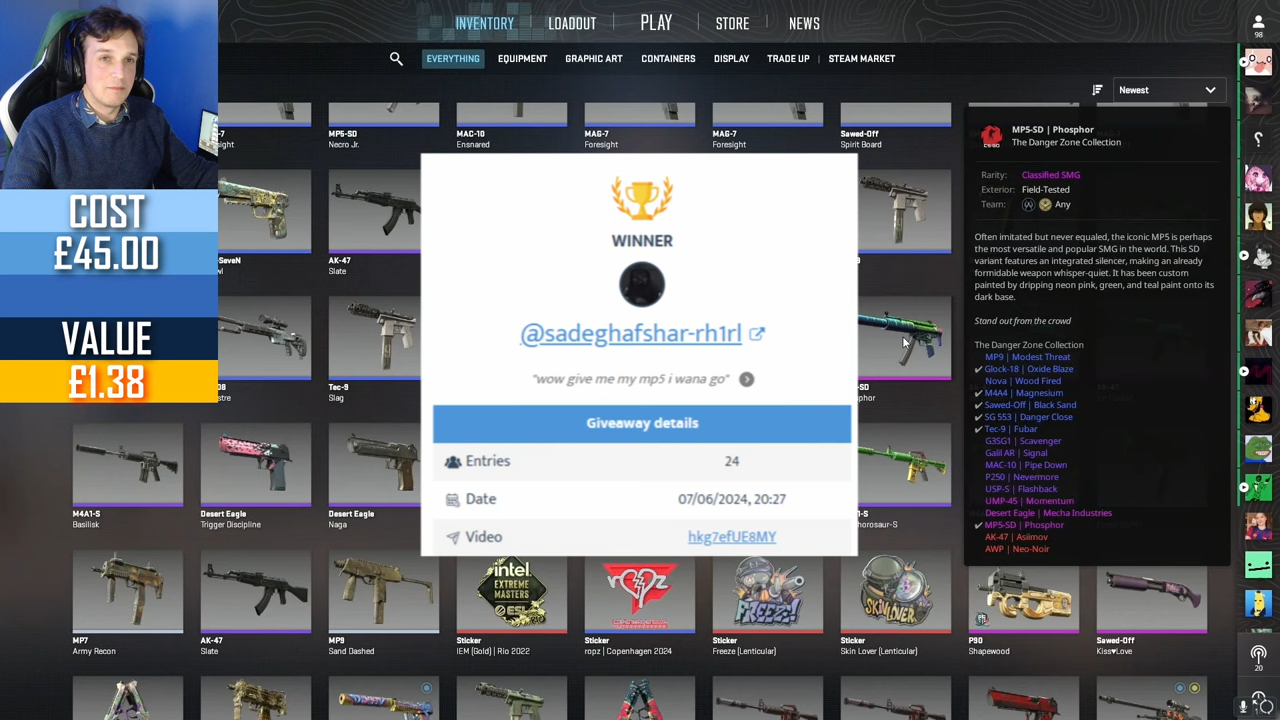 INVENTORY
LOADOUT
PLAY
STORE
NEWS
98
EVERYTHING
EQUIPMENT
GRAPHIC ART
CONTAINERS
DISPLAY
TRADE UP
STEAM MARKET
Newest
COST
£45.00
VALUE
£1.38
MP5-SD
Necro Jr.
MAC-10
Ensnared
MAG-7
Foresight
MAG-7
Foresight
Sawed-Off
Spirit Board
AK-47
Slate
Tec-9
Slag
M4A1-S
Basilisk
Desert Eagle
Trigger Discipline
Desert Eagle
Naga
MP7
Army Recon
AK-47
Slate
MP9
Sand Dashed
Sticker
IEM (Gold) | Rio 2022
Sticker
ropz | Copenhagen 2024
Sticker
Freeze (Lenticular)
Sticker
Skin Lover (Lenticular)
P90
Shapewood
Sawed-Off
Kiss♥Love
intel
EXTREME
MASTERS
ESL
WINNER
@sadeghafshar-rh1rl
"wow give me my mp5 i wana go"
Giveaway details
Entries 24
Date 07/06/2024, 20:27
Video hkg7efUE8MY
MP5-SD | Phosphor
The Danger Zone Collection
Rarity: Classified SMG
Exterior: Field-Tested
Team: Any
Often imitated but never equaled, the iconic MP5 is perhaps
the most versatile and popular SMG in the world. This SD
variant features an integrated silencer, making an already
formidable weapon whisper-quiet. It has been custom
painted by dripping neon pink, green, and teal paint onto its
dark base.
Stand out from the crowd
The Danger Zone Collection
MP9 | Modest Threat
Glock-18 | Oxide Blaze
Nova | Wood Fired
M4A4 | Magnesium
Sawed-Off | Black Sand
SG 553 | Danger Close
Tec-9 | Fubar
G3SG1 | Scavenger
Galil AR | Signal
MAC-10 | Pipe Down
P250 | Nevermore
USP-S | Flashback
UMP-45 | Momentum
Desert Eagle | Mecha Industries
MP5-SD | Phosphor
AK-47 | Asiimov
AWP | Neo-Noir
20